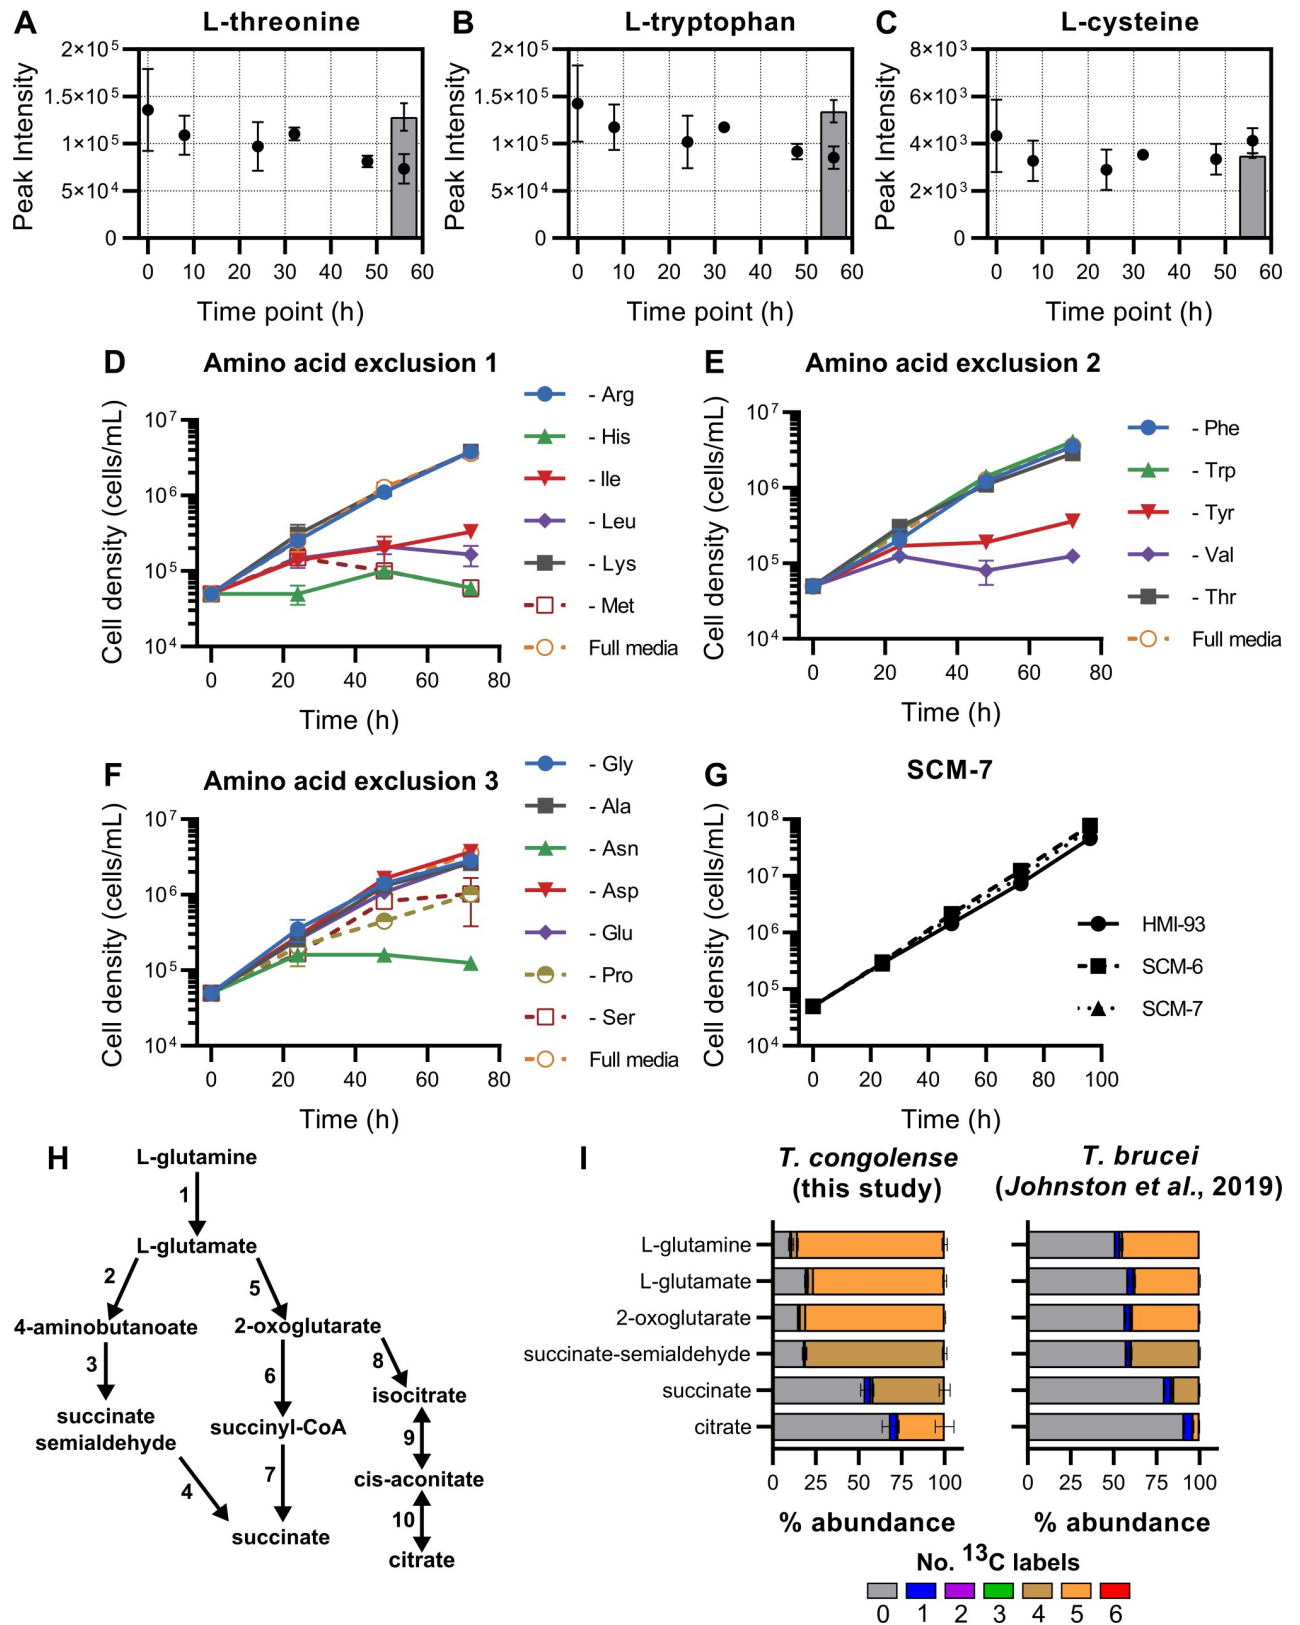 A
L-threonine
Peak Intensity
2×10⁵
1.5×10⁵
1×10⁵
5×10⁴
0
0 10 20 30 40 50 60
Time point (h)
B
L-tryptophan
Peak Intensity
2×10⁵
1.5×10⁵
1×10⁵
5×10⁴
0
0 10 20 30 40 50 60
Time point (h)
C
L-cysteine
Peak Intensity
8×10³
6×10³
4×10³
2×10³
0
0 10 20 30 40 50 60
Time point (h)
D
Amino acid exclusion 1
Cell density (cells/mL)
10⁷
10⁶
10⁵
10⁴
0 20 40 60 80
Time (h)
- Arg
- His
- Ile
- Leu
- Lys
- Met
Full media
E
Amino acid exclusion 2
Cell density (cells/mL)
10⁷
10⁶
10⁵
10⁴
0 20 40 60 80
Time (h)
- Phe
- Trp
- Tyr
- Val
- Thr
Full media
F
Amino acid exclusion 3
Cell density (cells/mL)
10⁷
10⁶
10⁵
10⁴
0 20 40 60 80
Time (h)
- Gly
- Ala
- Asn
- Asp
- Glu
- Pro
- Ser
Full media
G
SCM-7
Cell density (cells/mL)
10⁸
10⁷
10⁶
10⁵
10⁴
0 20 40 60 80 100
Time (h)
HMI-93
SCM-6
SCM-7
H
L-glutamine
1
L-glutamate
2
5
4-aminobutanoate
2-oxoglutarate
3
6
8
isocitrate
succinate
semialdehyde
succinyl-CoA
9
4
7
cis-aconitate
10
succinate
citrate
I
T. congolense
(this study)
T. brucei
(Johnston et al., 2019)
L-glutamine
L-glutamate
2-oxoglutarate
succinate-semialdehyde
succinate
citrate
0 25 50 75 100
% abundance
0 25 50 75 100
% abundance
No. ¹³C labels
0 1 2 3 4 5 6